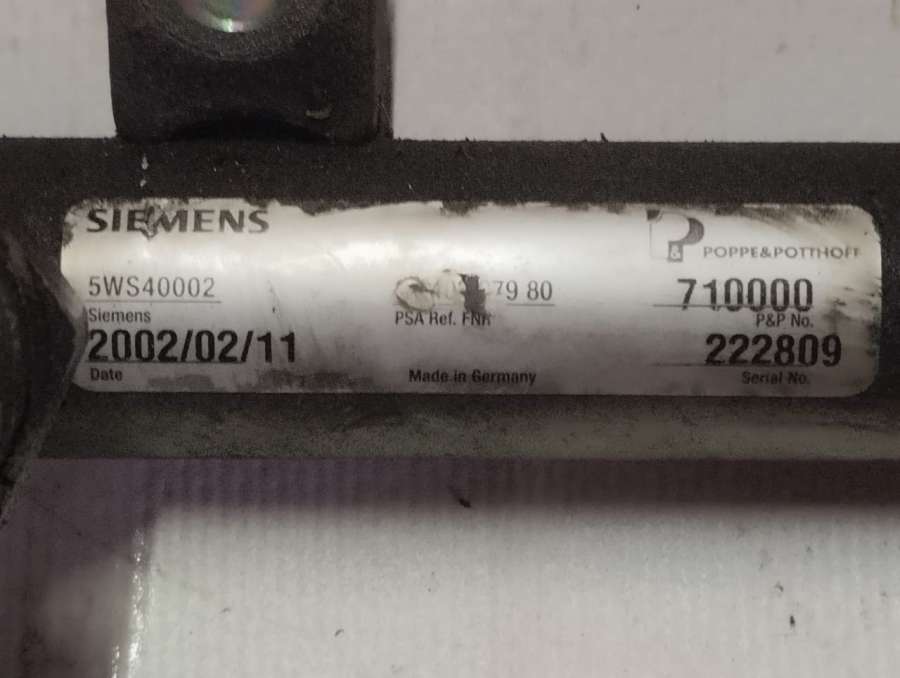 SIEMENS
P&P POPPE&POTTHOFF
5WS40002 79 80 710000
Siemens PSA Ref. FNR P&P No.
2002/02/11 222809
Date Made in Germany Serial No.